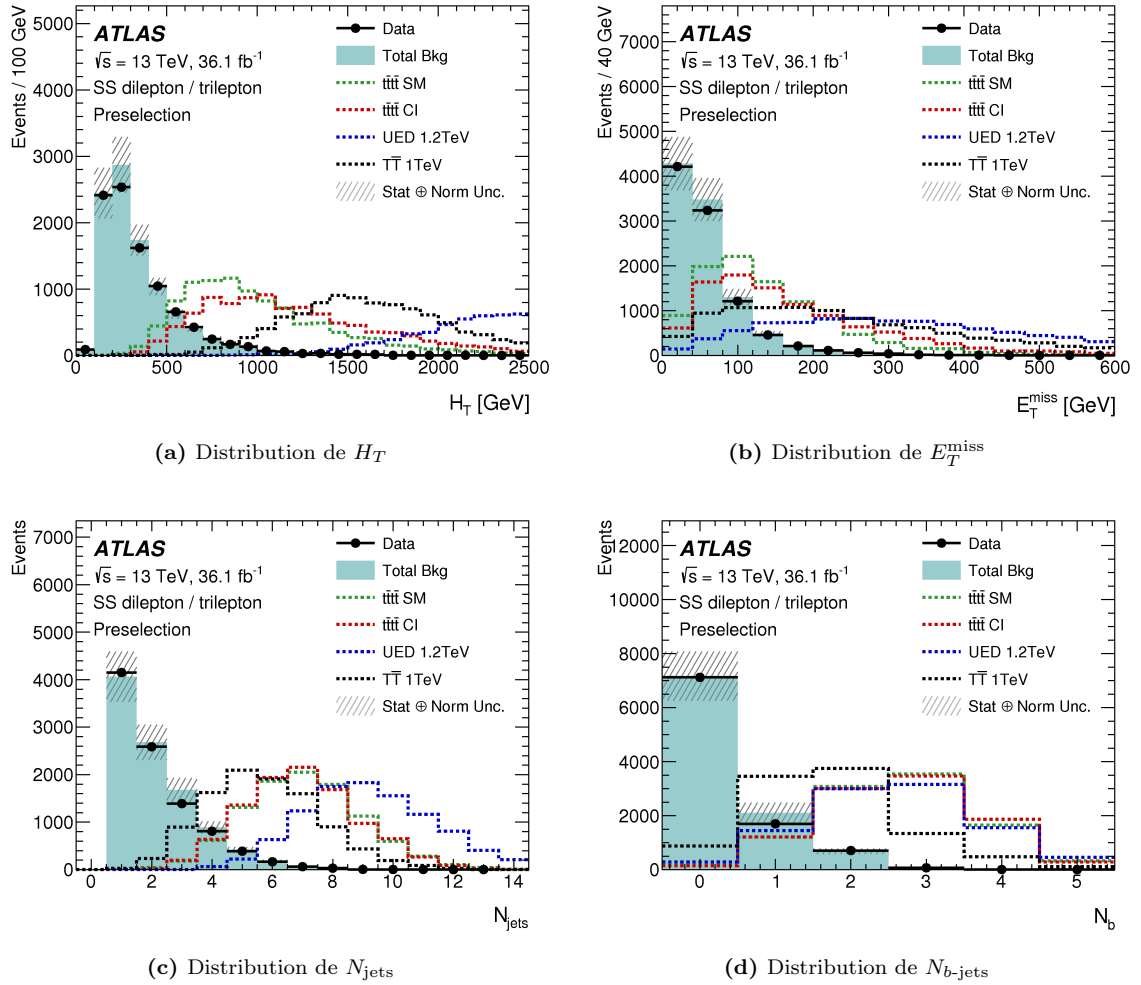 Events / 100 GeV
5000
4000
3000
2000
1000
0
ATLAS
√s = 13 TeV, 36.1 fb⁻¹
SS dilepton / trilepton
Preselection
Data
Total Bkg
tt̄tt̄ SM
tt̄tt̄ CI
UED 1.2TeV
TT̄ 1TeV
Stat ⊕ Norm Unc.
0 500 1000 1500 2000 2500
H_T [GeV]
(a) Distribution de H_T
Events / 40 GeV
7000
6000
5000
4000
3000
2000
1000
0
ATLAS
√s = 13 TeV, 36.1 fb⁻¹
SS dilepton / trilepton
Preselection
Data
Total Bkg
tt̄tt̄ SM
tt̄tt̄ CI
UED 1.2TeV
TT̄ 1TeV
Stat ⊕ Norm Unc.
0 100 200 300 400 500 600
E_T^miss [GeV]
(b) Distribution de E_T^miss
Events
7000
6000
5000
4000
3000
2000
1000
0
ATLAS
√s = 13 TeV, 36.1 fb⁻¹
SS dilepton / trilepton
Preselection
Data
Total Bkg
tt̄tt̄ SM
tt̄tt̄ CI
UED 1.2TeV
TT̄ 1TeV
Stat ⊕ Norm Unc.
0 2 4 6 8 10 12 14
N_jets
(c) Distribution de N_jets
Events
12000
10000
8000
6000
4000
2000
0
ATLAS
√s = 13 TeV, 36.1 fb⁻¹
SS dilepton / trilepton
Preselection
Data
Total Bkg
tt̄tt̄ SM
tt̄tt̄ CI
UED 1.2TeV
TT̄ 1TeV
Stat ⊕ Norm Unc.
0 1 2 3 4 5
N_b
(d) Distribution de N_b-jets